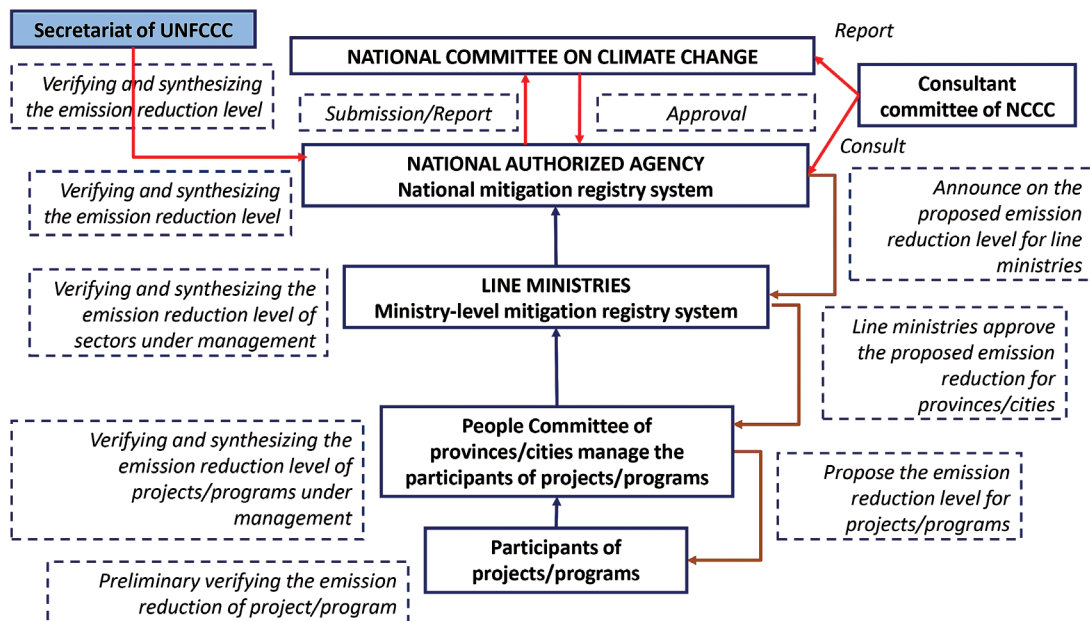 Secretariat of UNFCCC
NATIONAL COMMITTEE ON CLIMATE CHANGE
Report
Verifying and synthesizing
the emission reduction level
Submission/Report
Approval
Consultant
committee of NCCC
Consult
NATIONAL AUTHORIZED AGENCY
National mitigation registry system
Verifying and synthesizing
the emission reduction level
Announce on the
proposed emission
reduction level for line
ministries
LINE MINISTRIES
Ministry-level mitigation registry system
Verifying and synthesizing the
emission reduction level of
sectors under management
Line ministries approve
the proposed emission
reduction for
provinces/cities
People Committee of
provinces/cities manage the
participants of projects/programs
Verifying and synthesizing the
emission reduction level of
projects/programs under
management
Propose the emission
reduction level for
projects/programs
Participants of
projects/programs
Preliminary verifying the emission
reduction of project/program